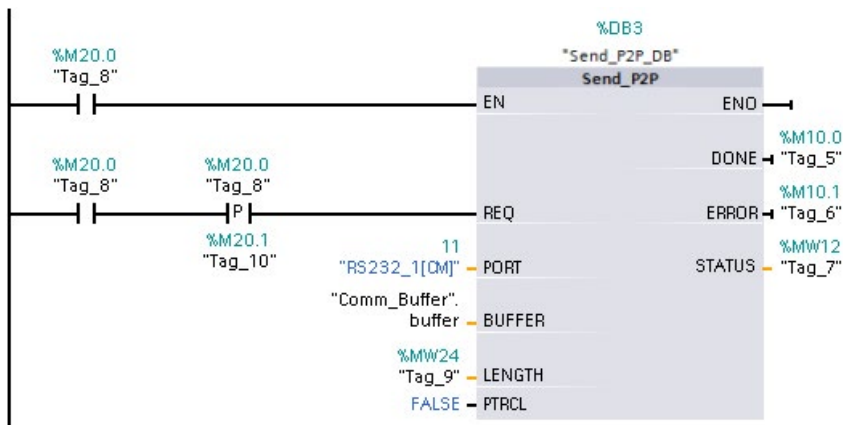 %DB3
"Send_P2P_DB"
Send_P2P
%M20.0
"Tag_8"
EN
ENO
%M10.0
DONE
"Tag_5"
%M20.0
%M20.0
"Tag_8"
"Tag_8"
P
%M20.1
"Tag_10"
REQ
%M10.1
ERROR
"Tag_6"
11
"RS232_1[CM]"
PORT
%MW12
STATUS
"Tag_7"
"Comm_Buffer".
buffer
BUFFER
%MW24
"Tag_9"
LENGTH
FALSE
PTRCL